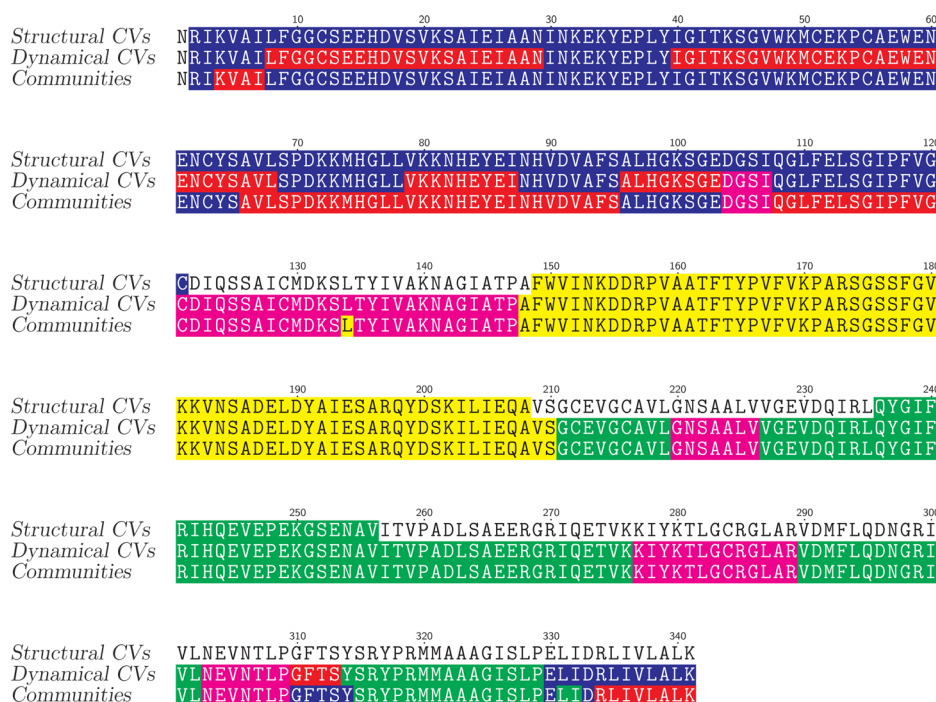 10 20 30 40 50 60
Structural CVs NRIKVAILFGGCSEEHDVSVKSAIEIAANINKEKYEPLYIGITKSGVWKMCEKPCAEWEN
Dynamical CVs NRIKVAILFGGCSEEHDVSVKSAIEIAANINKEKYEPLYIGITKSGVWKMCEKPCAEWEN
Communities NRIKVAILFGGCSEEHDVSVKSAIEIAANINKEKYEPLYIGITKSGVWKMCEKPCAEWEN
70 80 90 100 110 120
Structural CVs ENCYSAVLSPDKKMHGLLVKKNHEYEINHVDVAFSALHGKSGEDGSIQGLFELSGIPFVG
Dynamical CVs ENCYSAVLSPDKKMHGLLVKKNHEYEINHVDVAFSALHGKSGEDGSIQGLFELSGIPFVG
Communities ENCYSAVLSPDKKMHGLLVKKNHEYEINHVDVAFSALHGKSGEDGSIQGLFELSGIPFVG
130 140 150 160 170 180
Structural CVs CDIQSSAICMDKSLTYIVAKNAGIATPAFWVINKDDRPVAATFTYPVFVKPARSGSSFGV
Dynamical CVs CDIQSSAICMDKSLTYIVAKNAGIATPAFWVINKDDRPVAATFTYPVFVKPARSGSSFGV
Communities CDIQSSAICMDKSLTYIVAKNAGIATPAFWVINKDDRPVAATFTYPVFVKPARSGSSFGV
190 200 210 220 230 240
Structural CVs KKVNSADELDYAIESARQYDSKILIEQAVSGCEVGCAVLGNSAALVVGEVDQIRLQYGIF
Dynamical CVs KKVNSADELDYAIESARQYDSKILIEQAVSGCEVGCAVLGNSAALVVGEVDQIRLQYGIF
Communities KKVNSADELDYAIESARQYDSKILIEQAVSGCEVGCAVLGNSAALVVGEVDQIRLQYGIF
250 260 270 280 290 300
Structural CVs RIHQEVEPEKGSENAVITVPADLSAEERGRIQETVKKIYKTLGCRGLARVDMFLQDNGRI
Dynamical CVs RIHQEVEPEKGSENAVITVPADLSAEERGRIQETVKKIYKTLGCRGLARVDMFLQDNGRI
Communities RIHQEVEPEKGSENAVITVPADLSAEERGRIQETVKKIYKTLGCRGLARVDMFLQDNGRI
310 320 330 340
Structural CVs VLNEVNTLPGFTSYSRYPRMMAAAGISLPELIDRLIVLALK
Dynamical CVs VLNEVNTLPGFTSYSRYPRMMAAAGISLPELIDRLIVLALK
Communities VLNEVNTLPGFTSYSRYPRMMAAAGISLPELIDRLIVLALK